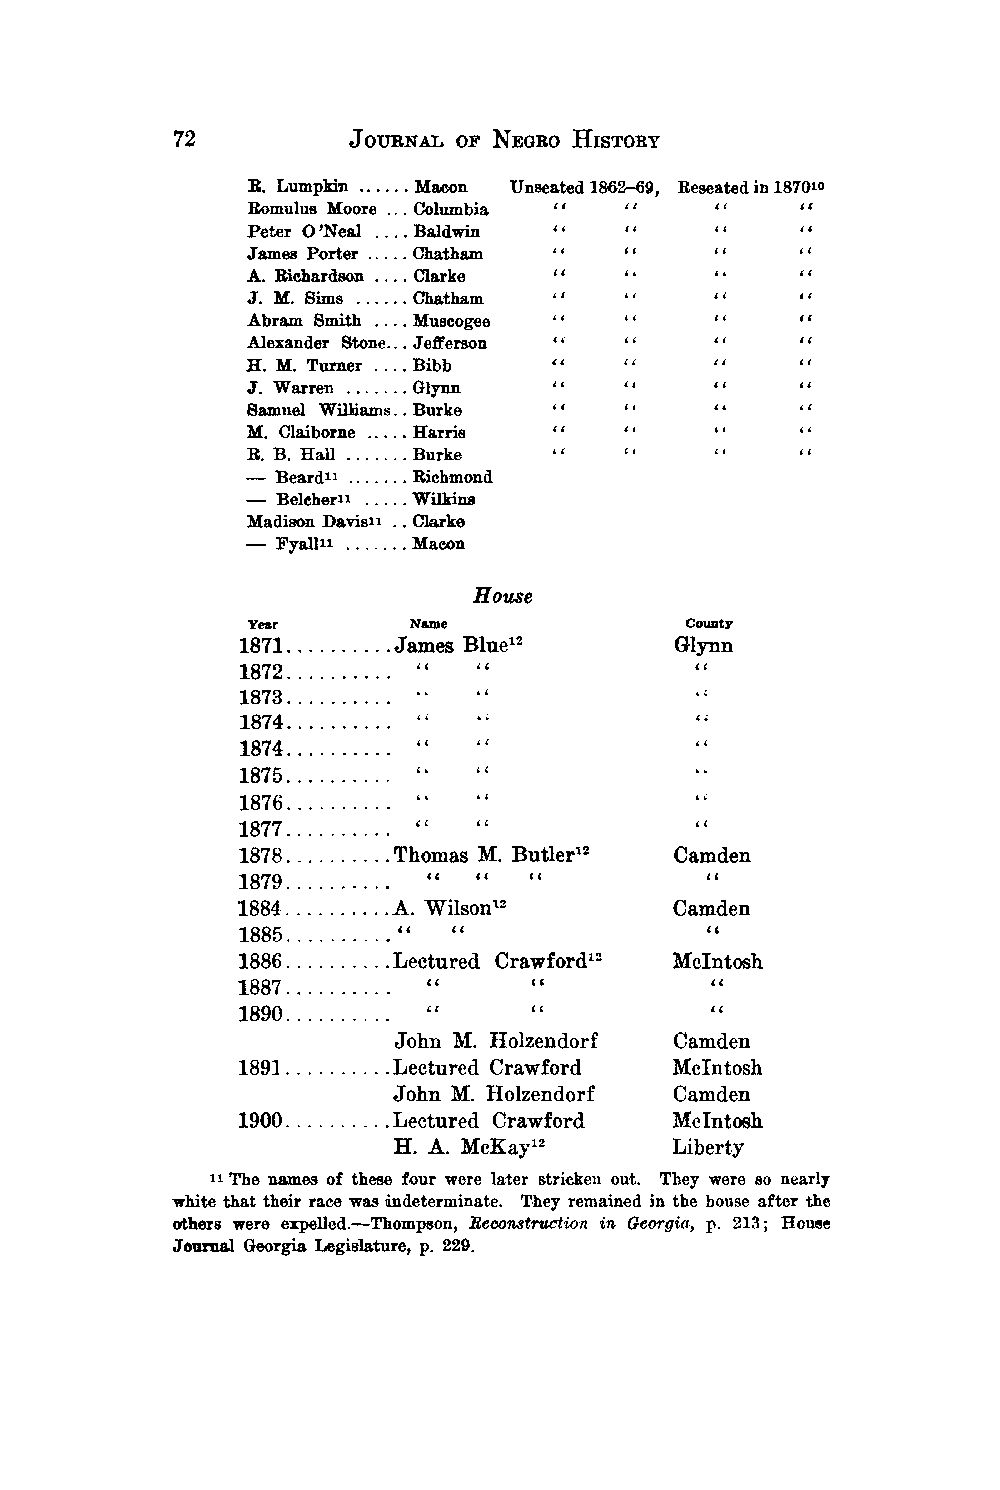 72 JOURNAL OF NEGRO HISTORY
R. Lumpkin ...... Macon Unseated 1862–69, Reseated in 1870¹⁰
Romulus Moore ... Columbia “ “ “ “
Peter O'Neal .... Baldwin “ “ “ “
James Porter ..... Chatham “ “ “ “
A. Richardson .... Clarke “ “ “ “
J. M. Sims ...... Chatham “ “ “ “
Abram Smith .... Muscogee “ “ “ “
Alexander Stone... Jefferson “ “ “ “
H. M. Turner .... Bibb “ “ “ “
J. Warren ....... Glynn “ “ “ “
Samuel Williams.. Burke “ “ “ “
M. Claiborne ..... Harris “ “ “ “
R. B. Hall ....... Burke “ “ “ “
— Beard¹¹ ....... Richmond
— Belcher¹¹ ..... Wilkins
Madison Davis¹¹ .. Clarke
— Fyall¹¹ ....... Macon
House
Year Name County
1871.......... James Blue¹² Glynn
1872.......... “ “ “
1873.......... “ “ “
1874.......... “ “ “
1874.......... “ “ “
1875.......... “ “ “
1876.......... “ “ “
1877.......... “ “ “
1878.......... Thomas M. Butler¹² Camden
1879.......... “ “ “ “
1884.......... A. Wilson¹² Camden
1885.......... “ “ “
1886.......... Lectured Crawford¹² McIntosh
1887.......... “ “ “
1890.......... “ “ “
John M. Holzendorf Camden
1891.......... Lectured Crawford McIntosh
John M. Holzendorf Camden
1900.......... Lectured Crawford McIntosh
H. A. McKay¹² Liberty
¹¹ The names of these four were later stricken out. They were so nearly
white that their race was indeterminate. They remained in the house after the
others were expelled.—Thompson, Reconstruction in Georgia, p. 213; House
Journal Georgia Legislature, p. 229.